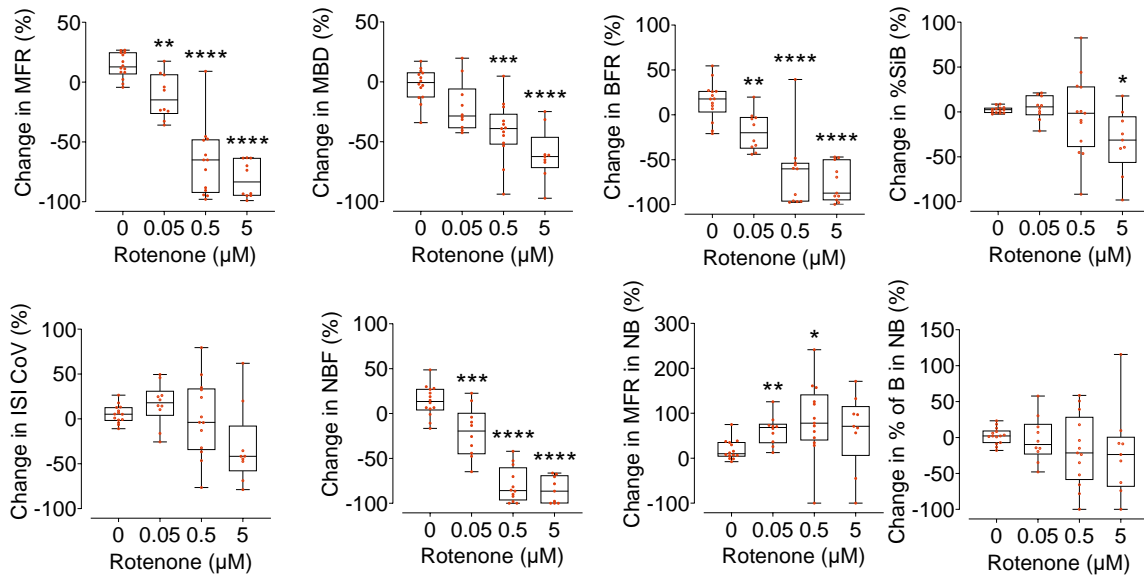 Change in MFR (%)
50
0
-50
-100
**
****
****
0 0.05 0.5 5
Rotenone (μM)
Change in MBD (%)
50
0
-50
-100
***
****
0 0.05 0.5 5
Rotenone (μM)
Change in BFR (%)
100
50
0
-50
-100
**
****
****
0 0.05 0.5 5
Rotenone (μM)
Change in %SiB
100
50
0
-50
-100
*
0 0.05 0.5 5
Rotenone (μM)
Change in ISI CoV (%)
100
50
0
-50
-100
0 0.05 0.5 5
Rotenone (μM)
Change in NBF (%)
100
50
0
-50
-100
***
****
****
0 0.05 0.5 5
Rotenone (μM)
Change in MFR in NB (%)
300
200
100
0
-100
**
*
0 0.05 0.5 5
Rotenone (μM)
Change in % of B in NB (%)
150
100
50
0
-50
-100
0 0.05 0.5 5
Rotenone (μM)